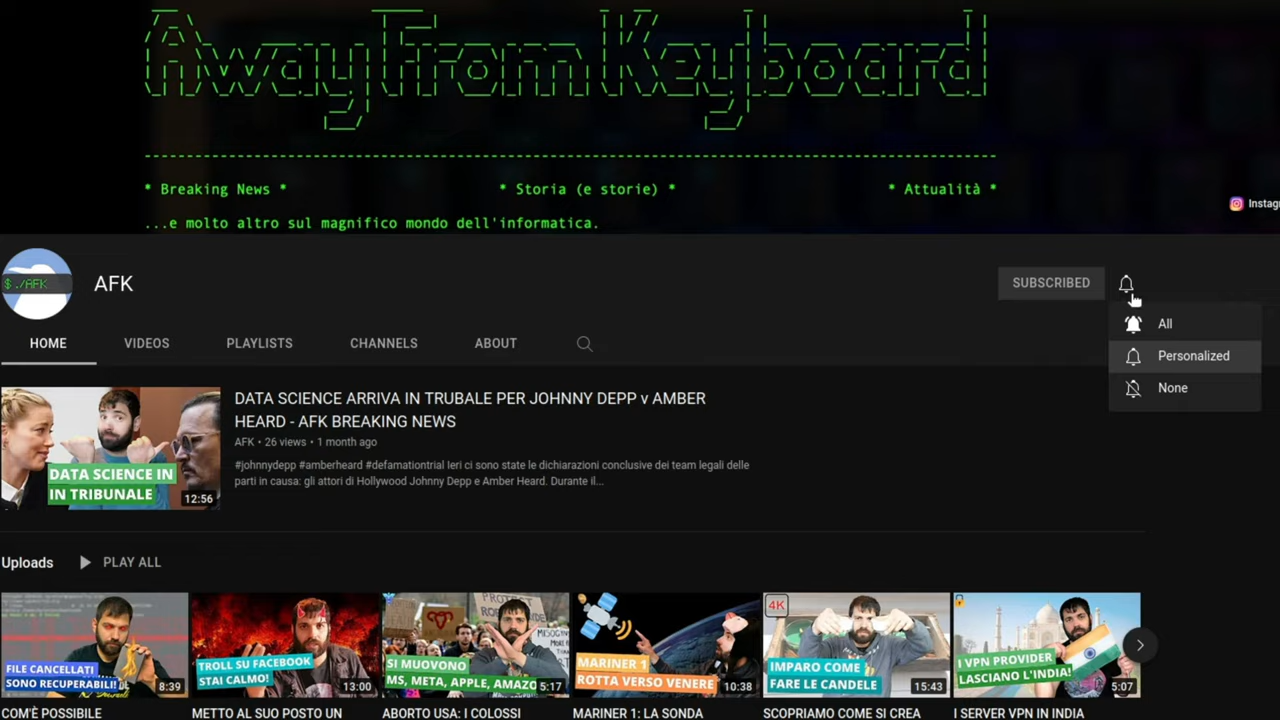 AwayFromKeyboard
* Breaking News * * Storia (e storie) * * Attualità *
...e molto altro sul magnifico mondo dell'informatica.
Instagr
$ ./AFK
AFK
SUBSCRIBED
All
Personalized
None
HOME VIDEOS PLAYLISTS CHANNELS ABOUT
DATA SCIENCE IN
IN TRIBUNALE
12:56
DATA SCIENCE ARRIVA IN TRUBALE PER JOHNNY DEPP v AMBER
HEARD - AFK BREAKING NEWS
AFK • 26 views • 1 month ago
#johnnydepp #amberheard #defamationtrial Ieri ci sono state le dichiarazioni conclusive dei team legali delle
parti in causa: gli attori di Hollywood Johnny Depp e Amber Heard. Durante il...
Uploads PLAY ALL
FILE CANCELLATI
SONO RECUPERABILI!
8:39
COM'È POSSIBILE
TROLL SU FACEBOOK
STAI CALMO!
13:00
METTO AL SUO POSTO UN
PROTECT
SI MUOVONO
MS, META, APPLE, AMAZO
5:17
ABORTO USA: I COLOSSI
MARINER 1
ROTTA VERSO VENERE
10:38
MARINER 1: LA SONDA
4K
IMPARO COME
FARE LE CANDELE
15:43
SCOPRIAMO COME SI CREA
I VPN PROVIDER
LASCIANO L'INDIA!
5:07
I SERVER VPN IN INDIA